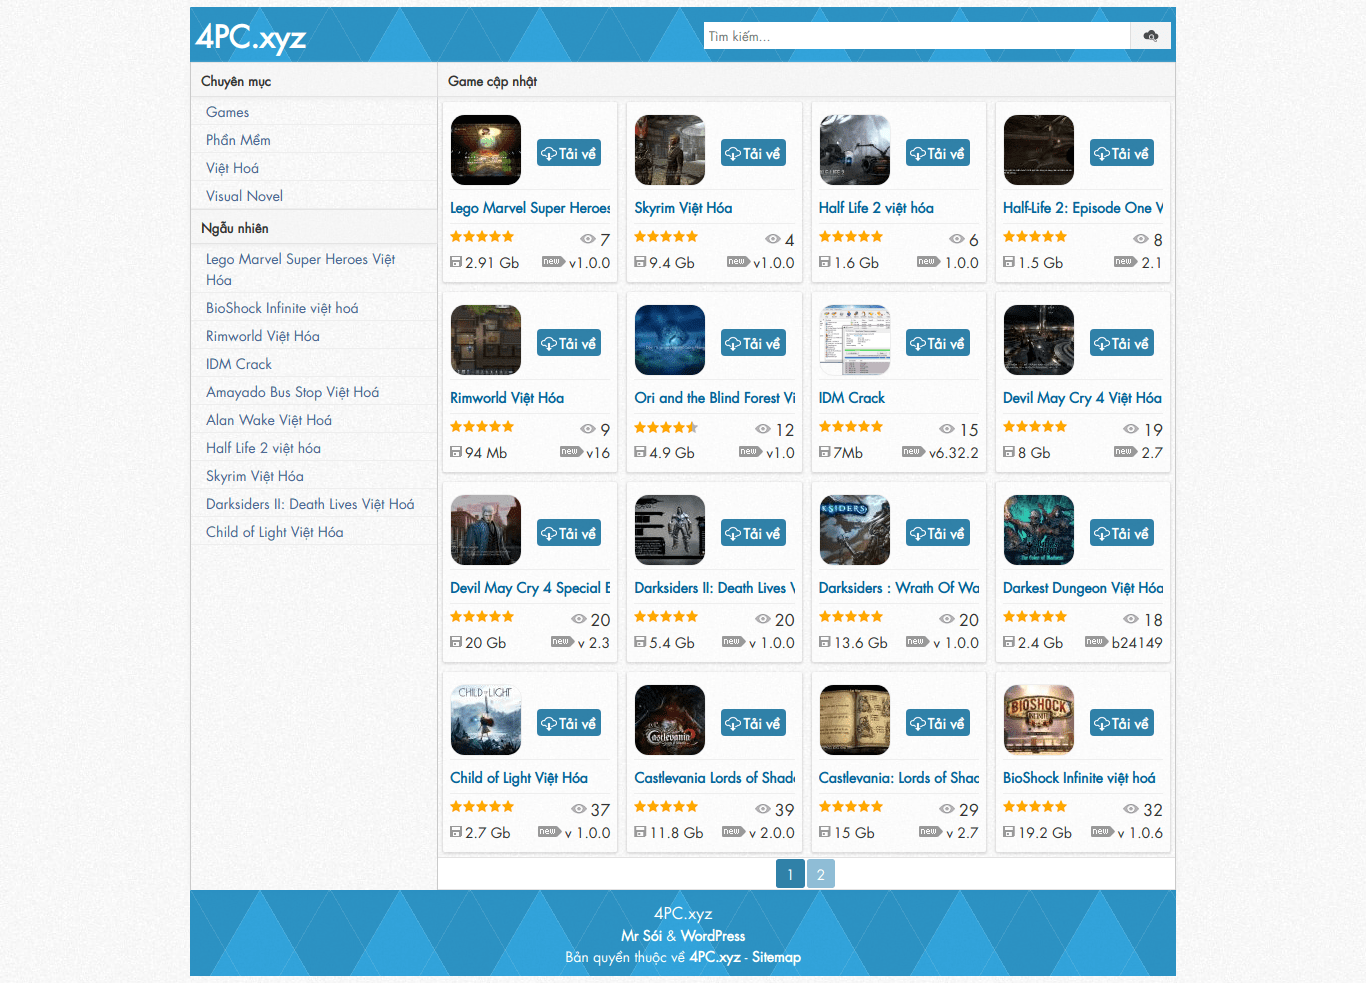 4PC.xyz
Tìm kiếm...
Chuyên mục
Games
Phần Mềm
Việt Hoá
Visual Novel
Ngẫu nhiên
Lego Marvel Super Heroes Việt
Hóa
BioShock Infinite việt hoá
Rimworld Việt Hóa
IDM Crack
Amayado Bus Stop Việt Hoá
Alan Wake Việt Hoá
Half Life 2 việt hóa
Skyrim Việt Hóa
Darksiders II: Death Lives Việt Hoá
Child of Light Việt Hóa
Game cập nhật
Tải về
Lego Marvel Super Heroes
7
2.91 Gb new v1.0.0
Tải về
Skyrim Việt Hóa
4
9.4 Gb new v1.0.0
Tải về
Half Life 2 việt hóa
6
1.6 Gb new 1.0.0
Tải về
Half-Life 2: Episode One V
8
1.5 Gb new 2.1
Tải về
Rimworld Việt Hóa
9
94 Mb new v16
Tải về
Ori and the Blind Forest Vi
12
4.9 Gb new v1.0
Tải về
IDM Crack
15
7Mb new v6.32.2
Tải về
Devil May Cry 4 Việt Hóa
19
8 Gb new 2.7
Tải về
Devil May Cry 4 Special E
20
20 Gb new v 2.3
Tải về
Darksiders II: Death Lives V
20
5.4 Gb new v 1.0.0
KSIDERS
Tải về
Darksiders : Wrath Of Wa
20
13.6 Gb new v 1.0.0
Tải về
Darkest Dungeon Việt Hóa
18
2.4 Gb new b24149
CHILD OF LIGHT
Tải về
Child of Light Việt Hóa
37
2.7 Gb new v 1.0.0
Castlevania
Tải về
Castlevania Lords of Shado
39
11.8 Gb new v 2.0.0
Tải về
Castlevania: Lords of Shad
29
15 Gb new v 2.7
BIOSHOCK
INFINITE
Tải về
BioShock Infinite việt hoá
32
19.2 Gb new v 1.0.6
1 2
4PC.xyz
Mr Sói & WordPress
Bản quyền thuộc về 4PC.xyz - Sitemap